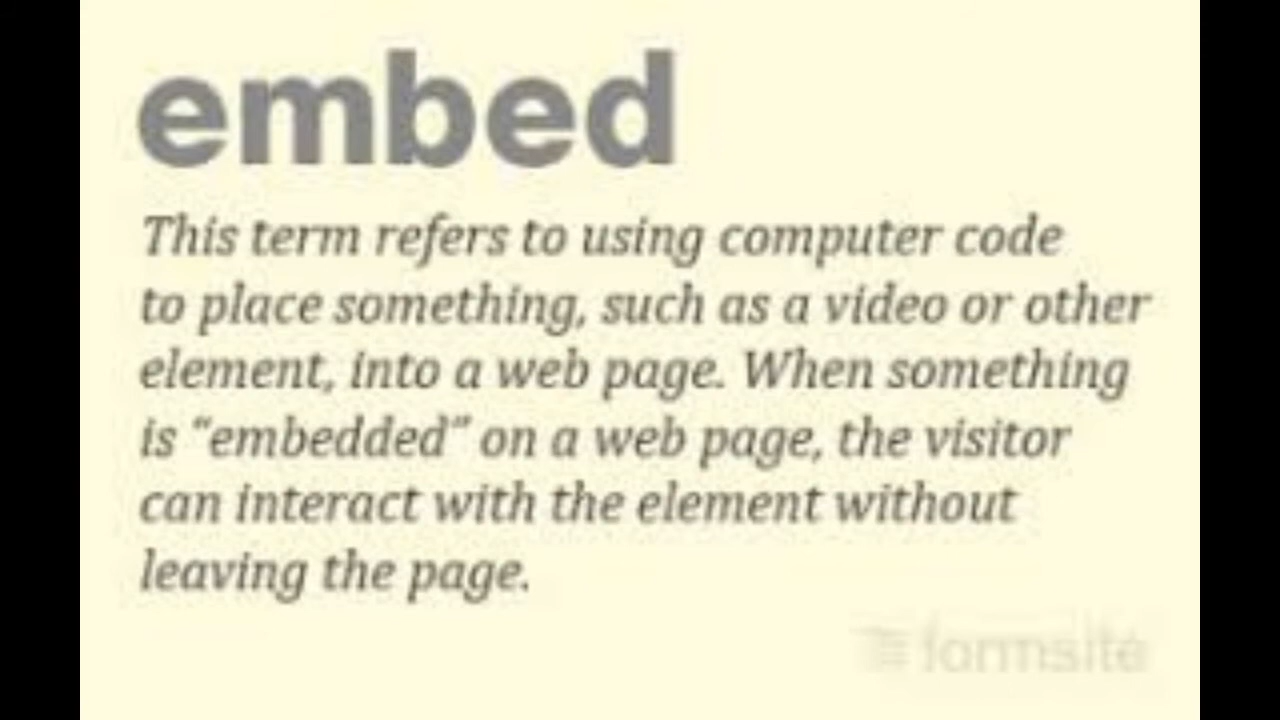 embed
This term refers to using computer code
to place something, such as a video or other
element, into a web page. When something
is “embedded” on a web page, the visitor
can interact with the element without
leaving the page.
formsite